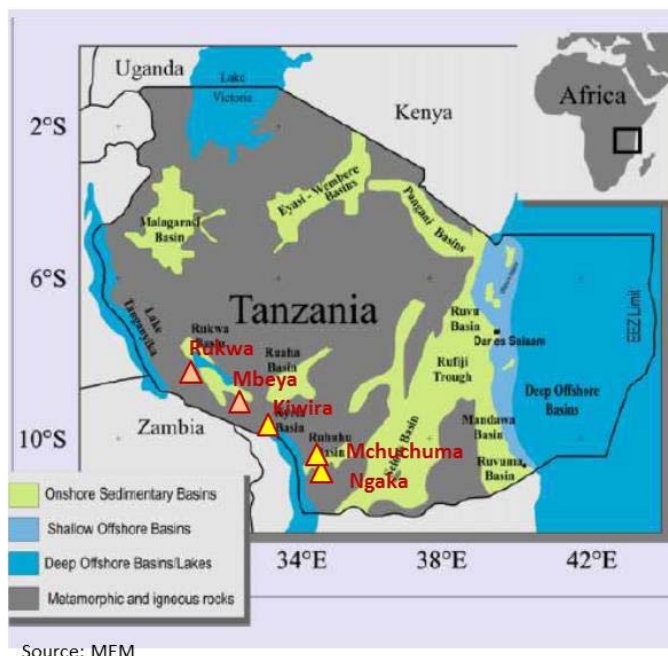 Uganda
Lake
Victoria
Kenya
Africa
2°S
Eyasi - Wembere
Basins
Pangani Basins
Malagarasi
Basin
6°S
EEZ Limit
Tanzania
Lake
Tanganyika
Ruvu
Basin
Dar es Salaam
Rukwa
Basin
Rukwa
Ruaha
Basin
Rufiji
Trough
Mbeya
Deep Offshore
Basins
Kiwira
Basin
Zambia
10°S
Mandawa
Basin
Ruhuhu
Basin
Mchuchuma
Basin
Ruvuma
Basin
Ngaka
Onshore Sedimentary Basins
Shallow Offshore Basins
Deep Offshore Basins/Lakes
Metamorphic and igneous rocks
34°E
38°E
42°E
Source: MEM